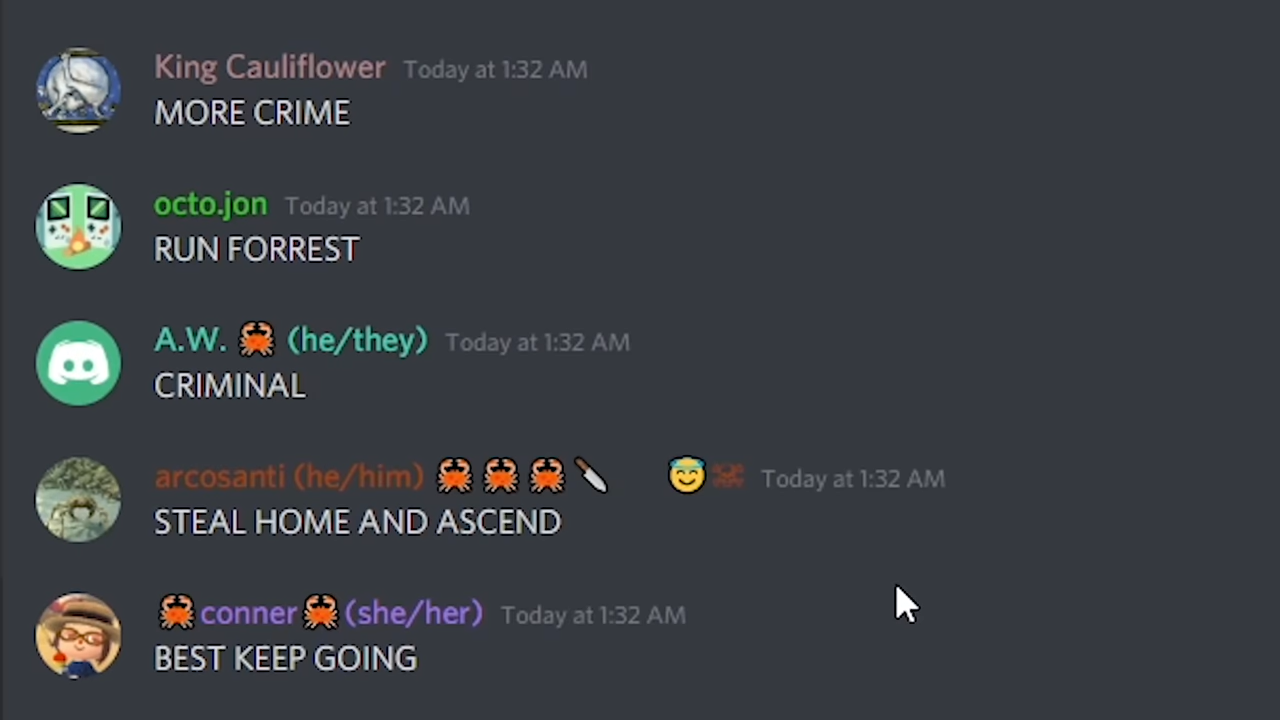 King Cauliflower Today at 1:32 AM
MORE CRIME
octo.jon Today at 1:32 AM
RUN FORREST
A.W. 🦀 (he/they) Today at 1:32 AM
CRIMINAL
arcosanti (he/him) 🦀🦀🦀🔪 😇 Today at 1:32 AM
STEAL HOME AND ASCEND
🦀conner🦀(she/her) Today at 1:32 AM
BEST KEEP GOING